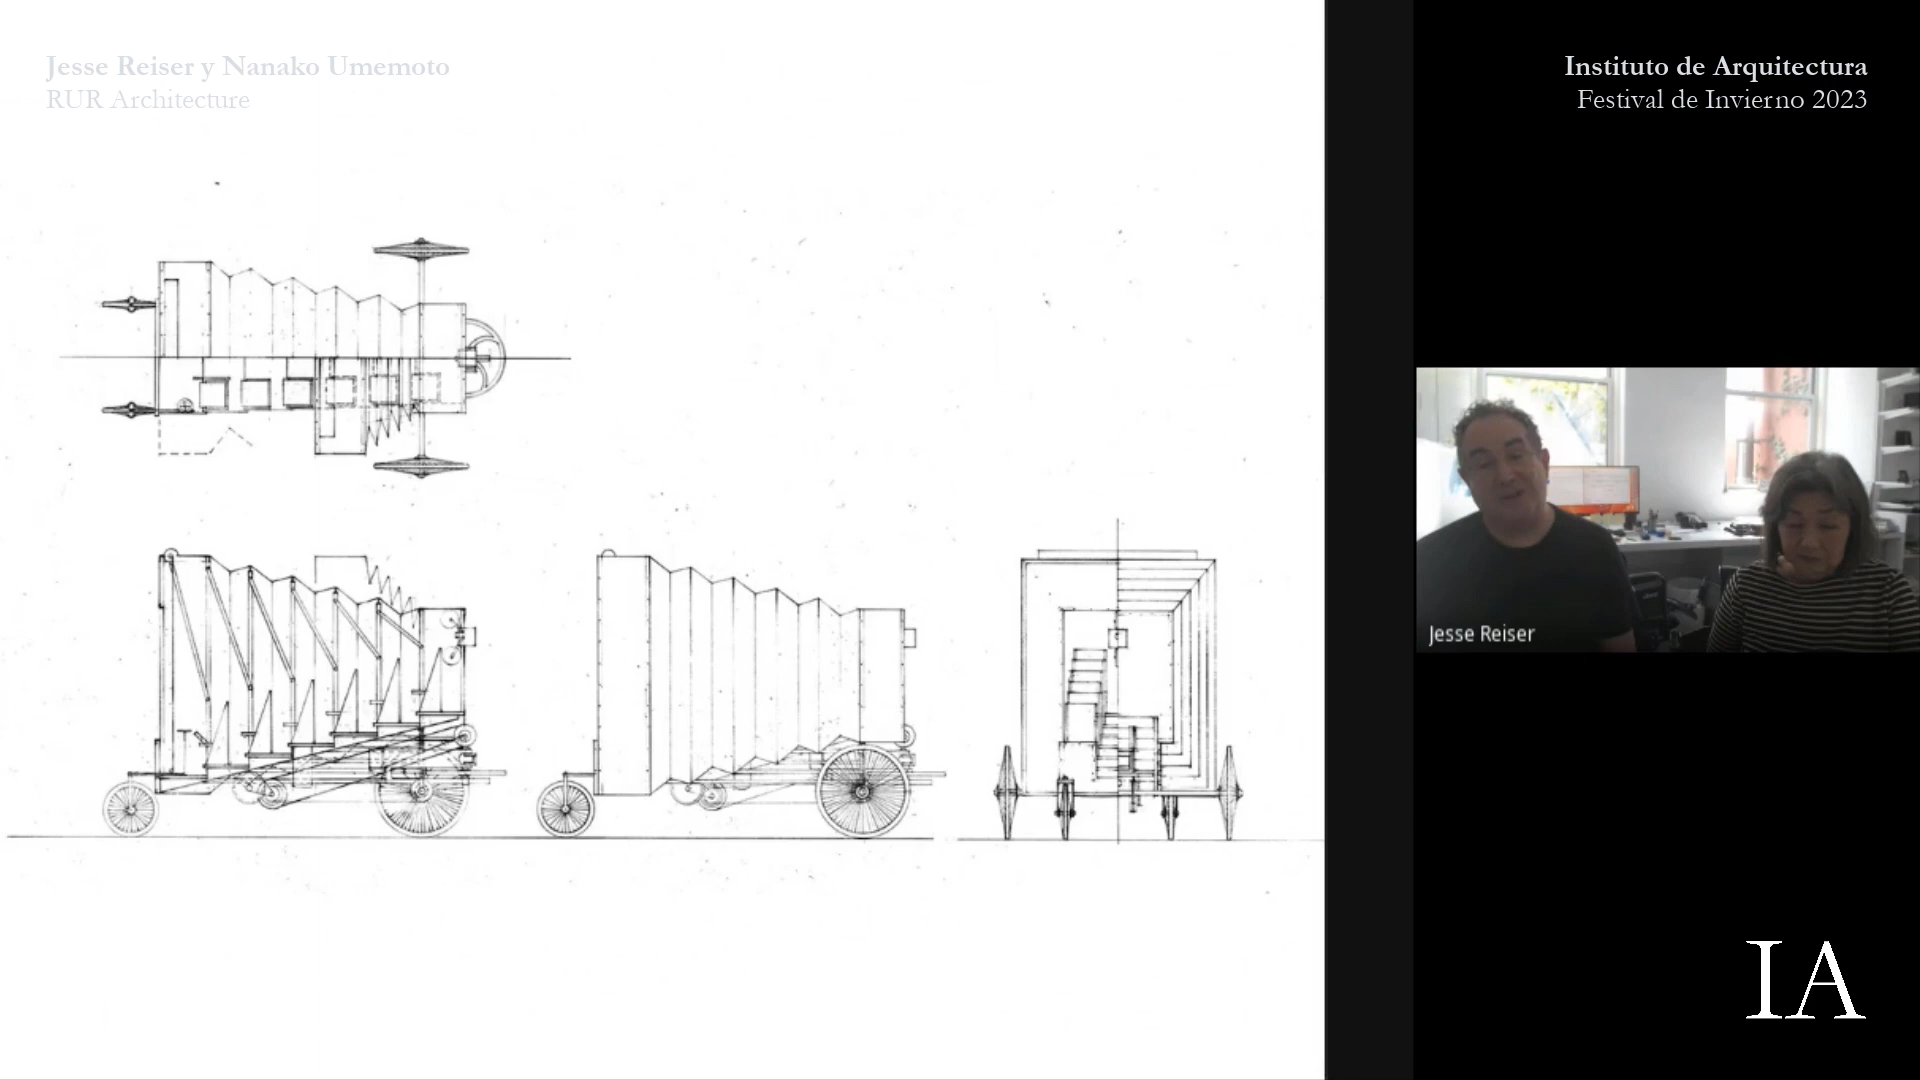 Jesse Reiser y Nanako Umemoto
RUR Architecture
Instituto de Arquitectura
Festival de Invierno 2023
Jesse Reiser
IA